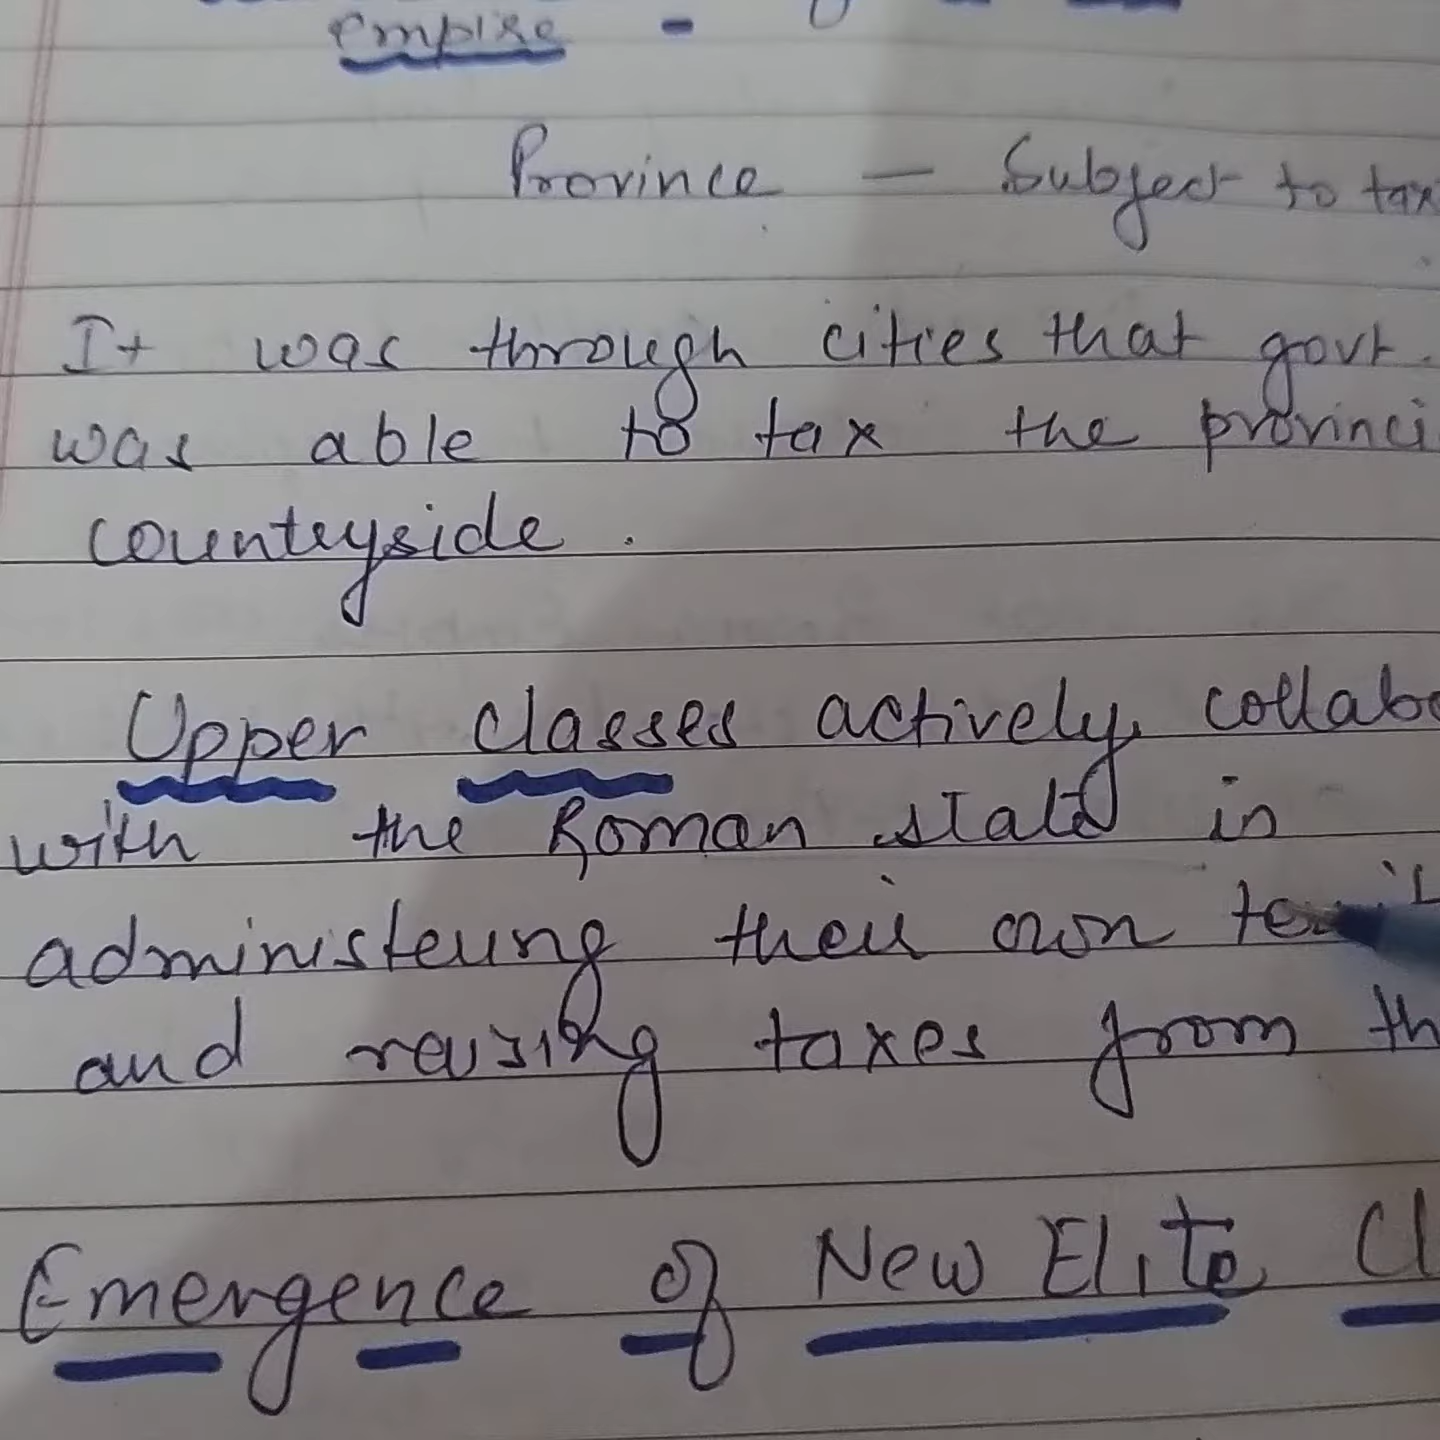 empire -
Province - Subject to tax
It was through cities that govt.
was able to tax the provinci
countryside.
Upper classes actively collabo
with the Roman state in
administering their own
and raising taxes from th
Emergence of New Elite Cl